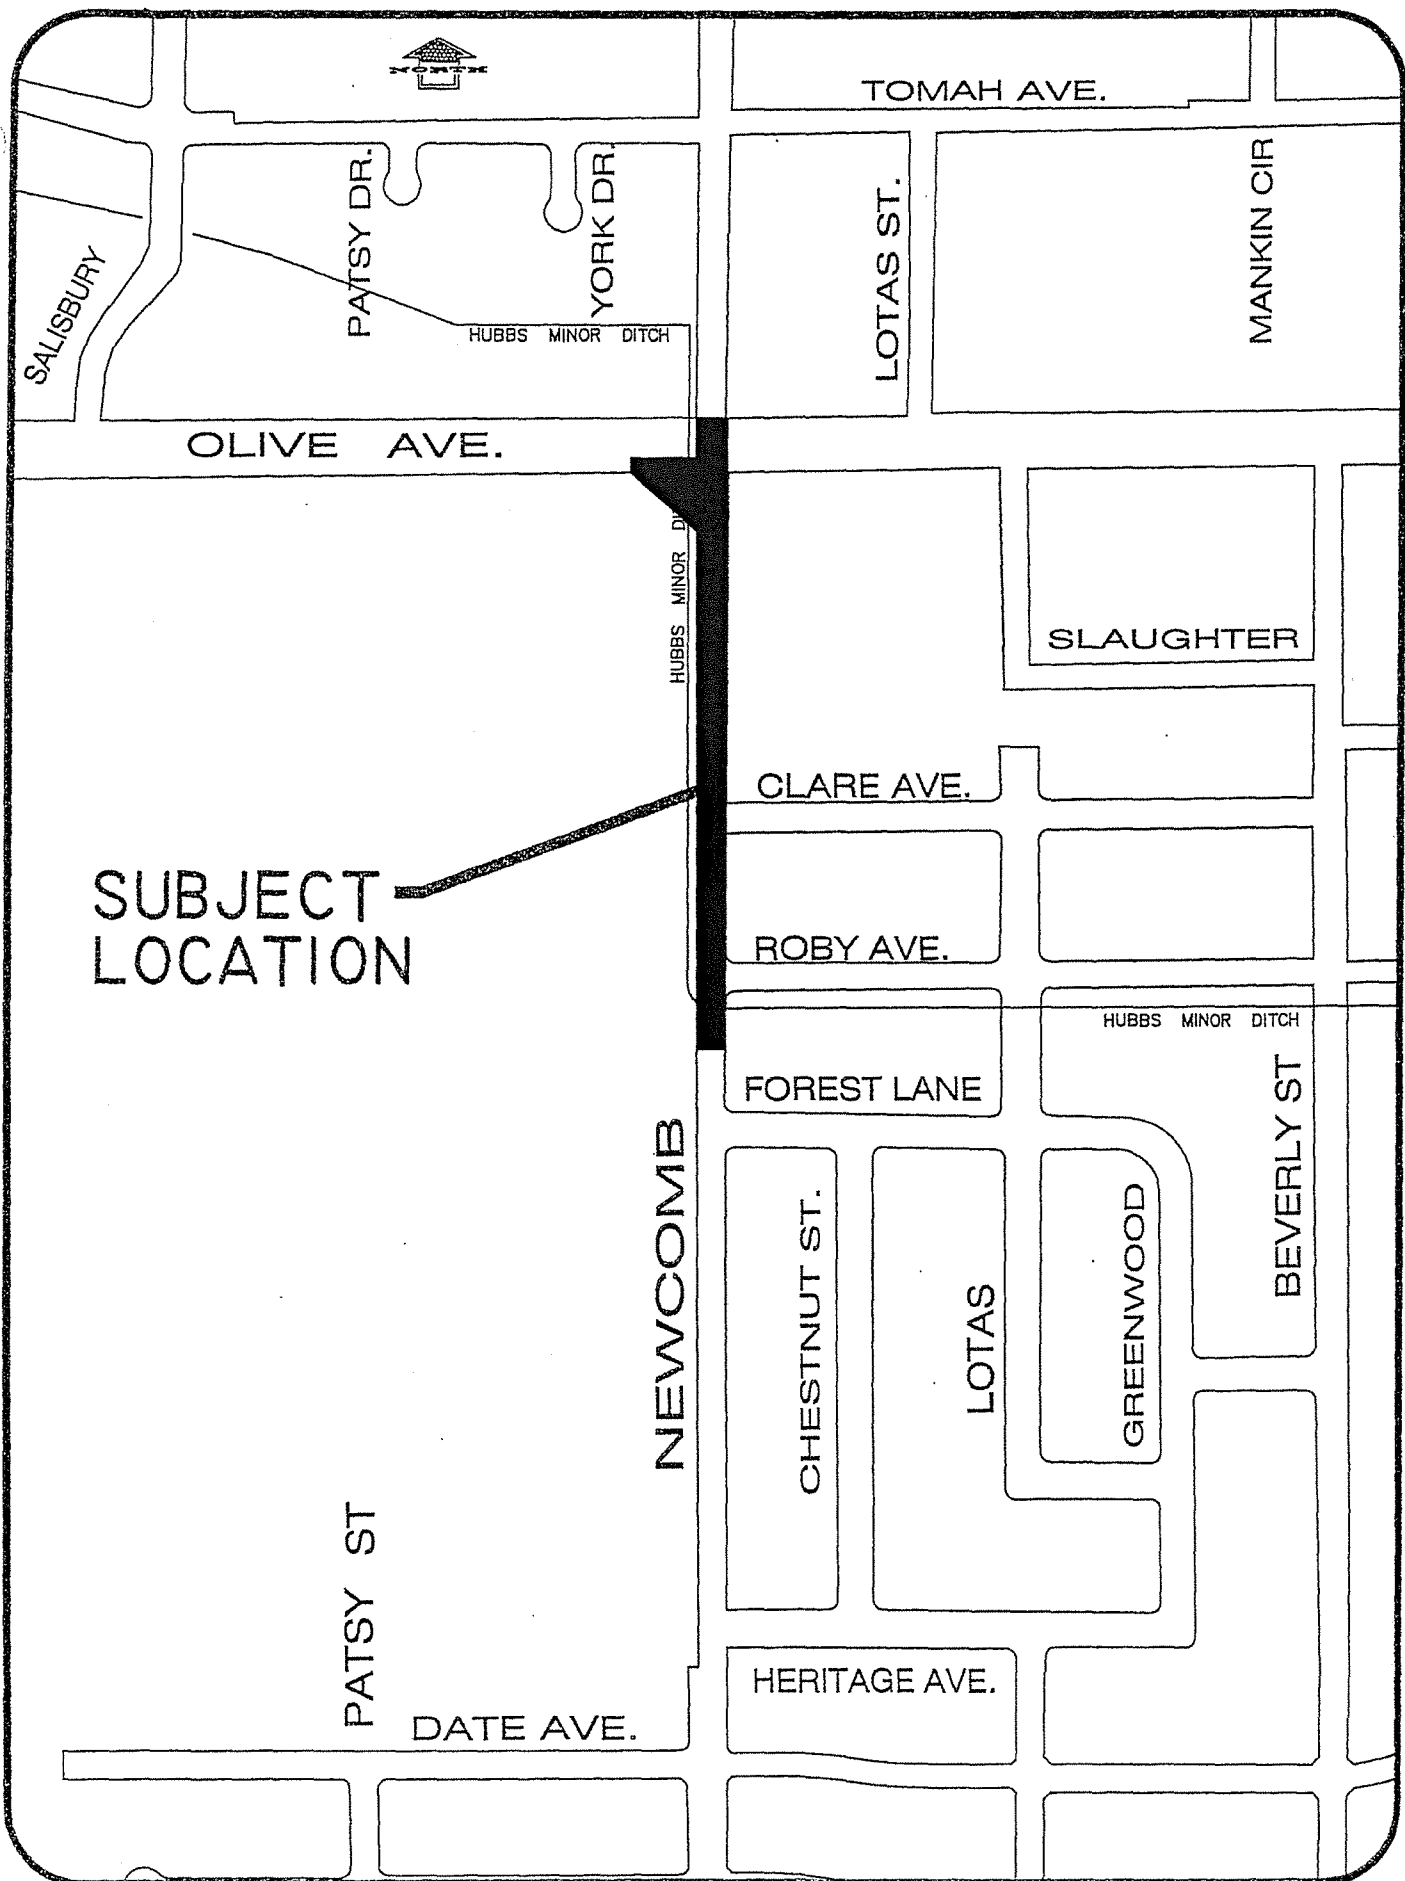 NORTH
TOMAH AVE.
PATSY DR.
YORK DR.
LOTAS ST.
MANKIN CIR
SALISBURY
HUBBS MINOR DITCH
OLIVE AVE.
HUBBS MINOR DI
SLAUGHTER
CLARE AVE.
SUBJECT
LOCATION
ROBY AVE.
HUBBS MINOR DITCH
FOREST LANE
NEWCOMB
CHESTNUT ST.
LOTAS
GREENWOOD
BEVERLY ST
PATSY ST
HERITAGE AVE.
DATE AVE.